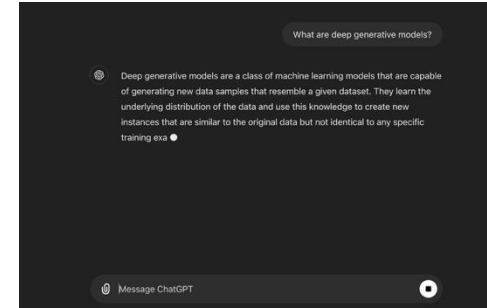 What are deep generative models?
Deep generative models are a class of machine learning models that are capable
of generating new data samples that resemble a given dataset. They learn the
underlying distribution of the data and use this knowledge to create new
instances that are similar to the original data but not identical to any specific
training exa
Message ChatGPT